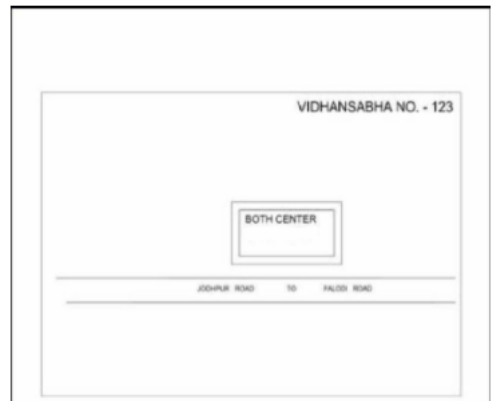 VIDHANSABHA NO. - 123
BOTH CENTER
JODHPUR ROAD TO PALODI ROAD